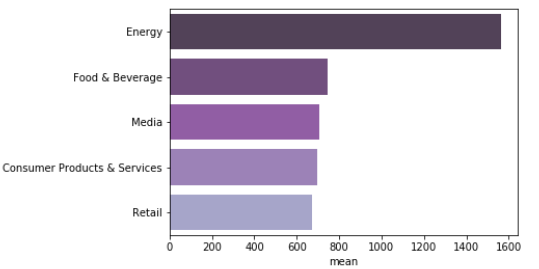 Energy
Food & Beverage
Media
Consumer Products & Services
Retail
0 200 400 600 800 1000 1200 1400 1600
mean